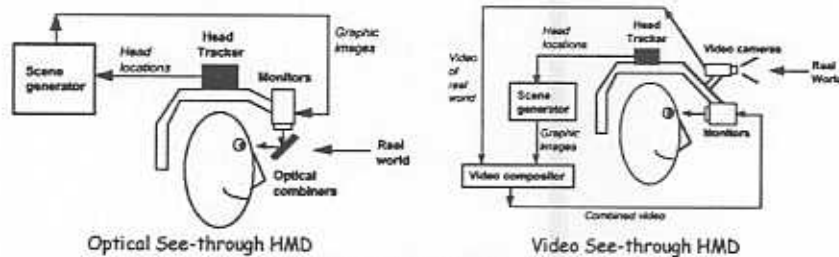 Head
Tracker
Graphic
images
Head
locations
Scene
generator
Monitors
Real
world
Optical
combiners
Optical See-through HMD
Head
Tracker
Head
locations
Video cameras
Video
of
real
world
Real
World
Scene
generator
Monitors
Graphic
images
Video compositor
Combined video
Video See-through HMD